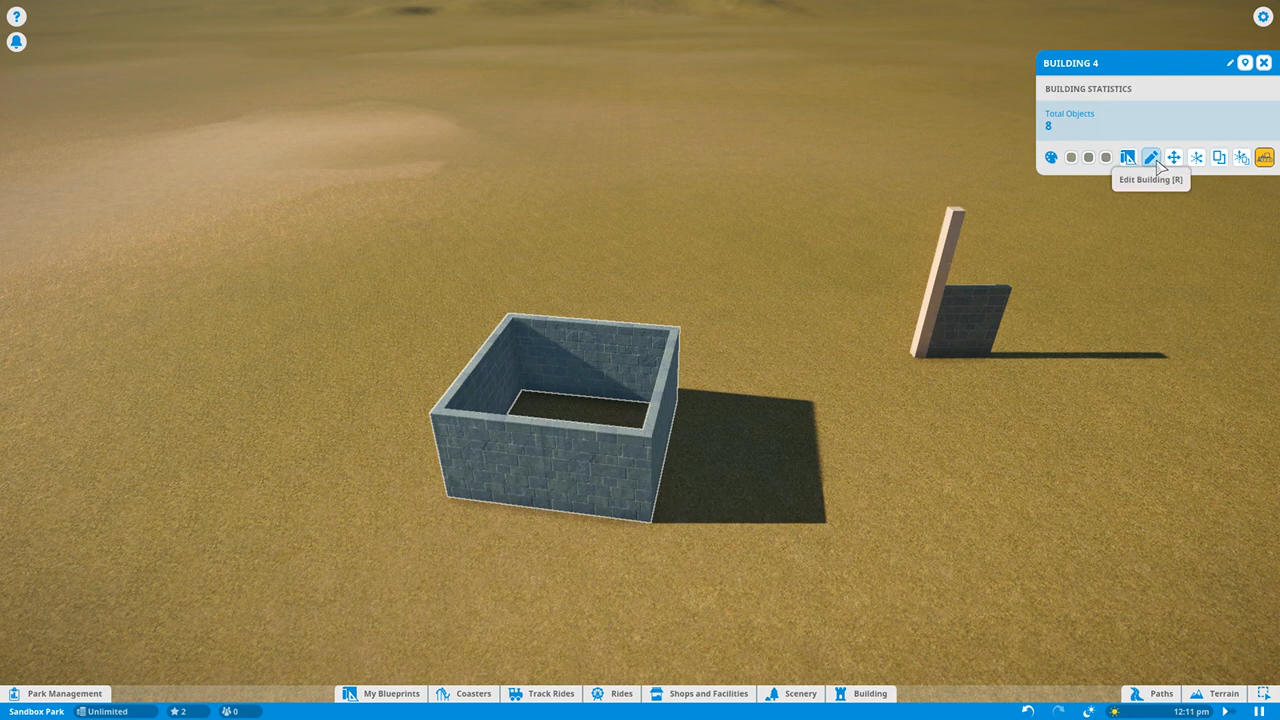 ?
BUILDING 4
BUILDING STATISTICS
Total Objects
8
Edit Building [R]
Park Management
My Blueprints
Coasters
Track Rides
Rides
Shops and Facilities
Scenery
Building
Paths
Terrain
Sandbox Park
Unlimited
2
0
12:11 pm